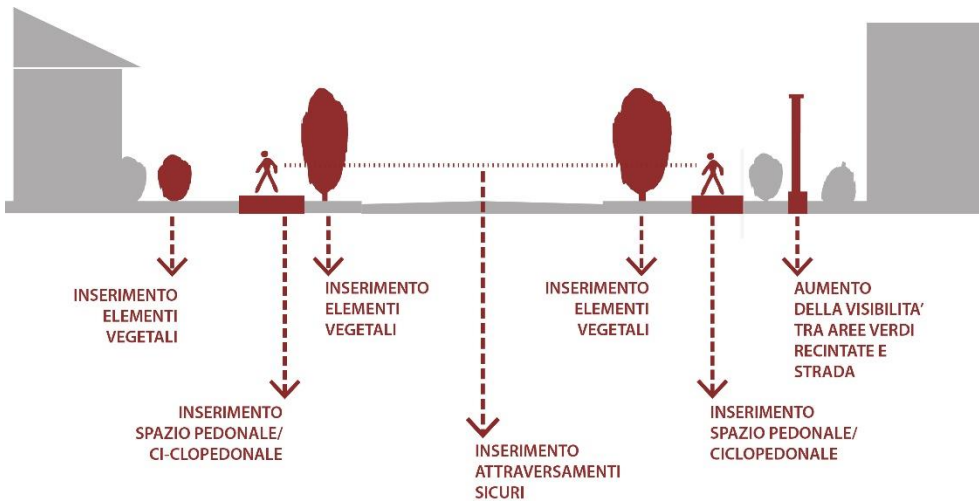 INSERIMENTO
ELEMENTI
VEGETALI
INSERIMENTO
ELEMENTI
VEGETALI
INSERIMENTO
ELEMENTI
VEGETALI
AUMENTO
DELLA VISIBILITA'
TRA AREE VERDI
RECINTATE E
STRADA
INSERIMENTO
SPAZIO PEDONALE/
CI-CLOPEDONALE
INSERIMENTO
ATTRAVERSAMENTI
SICURI
INSERIMENTO
SPAZIO PEDONALE/
CICLOPEDONALE